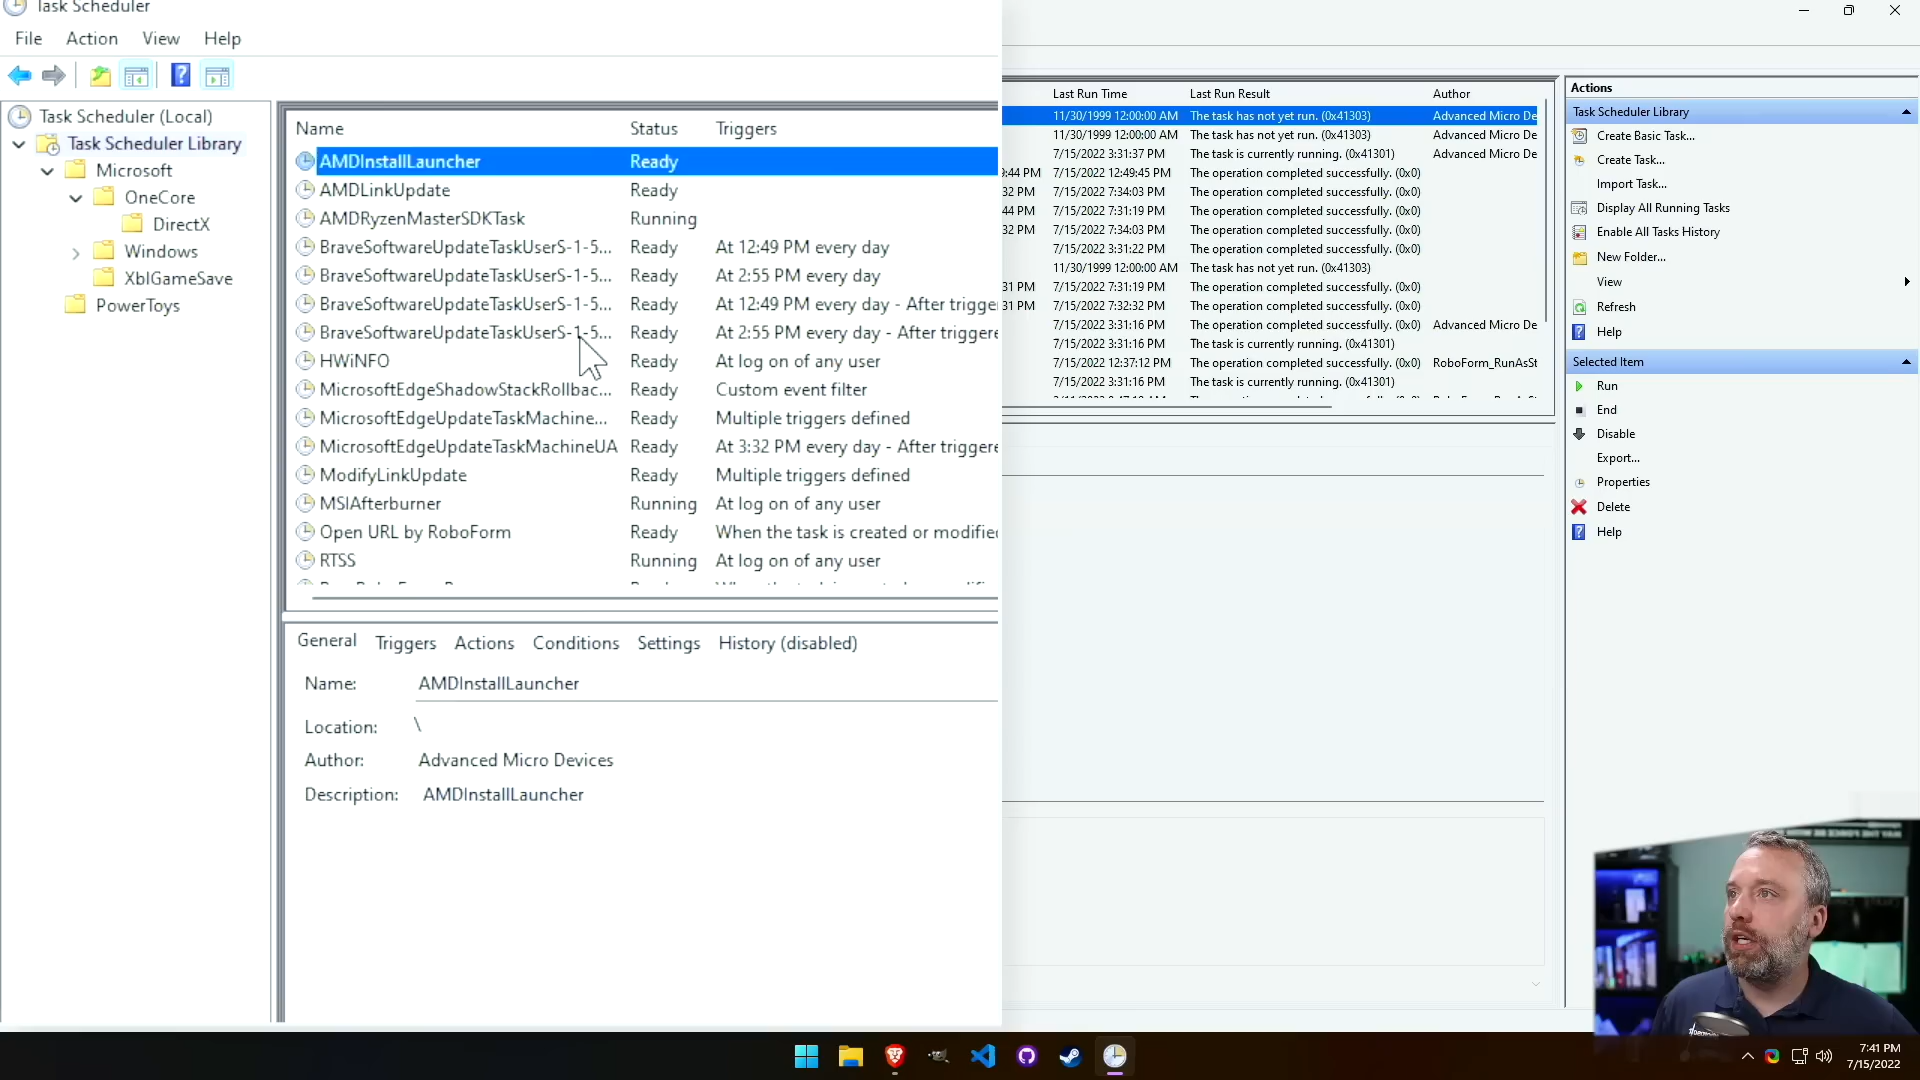 Task Scheduler
File Action View Help
Task Scheduler (Local)
Task Scheduler Library
Microsoft
OneCore
DirectX
Windows
XblGameSave
PowerToys
Name Status Triggers
AMDInstallLauncher Ready
AMDLinkUpdate Ready
AMDRyzenMasterSDKTask Running
BraveSoftwareUpdateTaskUserS-1-5... Ready At 12:49 PM every day
BraveSoftwareUpdateTaskUserS-1-5... Ready At 2:55 PM every day
BraveSoftwareUpdateTaskUserS-1-5... Ready At 12:49 PM every day - After trigge
BraveSoftwareUpdateTaskUserS-1-5... Ready At 2:55 PM every day - After triggere
HWiNFO Ready At log on of any user
MicrosoftEdgeShadowStackRollbac... Ready Custom event filter
MicrosoftEdgeUpdateTaskMachine... Ready Multiple triggers defined
MicrosoftEdgeUpdateTaskMachineUA Ready At 3:32 PM every day - After triggere
ModifyLinkUpdate Ready Multiple triggers defined
MSIAfterburner Running At log on of any user
Open URL by RoboForm Ready When the task is created or modified
RTSS Running At log on of any user
General Triggers Actions Conditions Settings History (disabled)
Name: AMDInstallLauncher
Location: \
Author: Advanced Micro Devices
Description: AMDInstallLauncher
Last Run Time Last Run Result Author
11/30/1999 12:00:00 AM The task has not yet run. (0x41303) Advanced Micro De
11/30/1999 12:00:00 AM The task has not yet run. (0x41303) Advanced Micro De
7/15/2022 3:31:37 PM The task is currently running. (0x41301) Advanced Micro De
9:44 PM 7/15/2022 12:49:45 PM The operation completed successfully. (0x0)
32 PM 7/15/2022 7:34:03 PM The operation completed successfully. (0x0)
44 PM 7/15/2022 7:31:19 PM The operation completed successfully. (0x0)
32 PM 7/15/2022 7:34:03 PM The operation completed successfully. (0x0)
7/15/2022 3:31:22 PM The operation completed successfully. (0x0)
11/30/1999 12:00:00 AM The task has not yet run. (0x41303)
31 PM 7/15/2022 7:31:19 PM The operation completed successfully. (0x0)
31 PM 7/15/2022 7:32:32 PM The operation completed successfully. (0x0)
7/15/2022 3:31:16 PM The operation completed successfully. (0x0) Advanced Micro De
7/15/2022 3:31:16 PM The task is currently running. (0x41301)
7/15/2022 12:37:12 PM The operation completed successfully. (0x0) RoboForm_RunAsSt
7/15/2022 3:31:16 PM The task is currently running. (0x41301)
Actions
Task Scheduler Library
Create Basic Task...
Create Task...
Import Task...
Display All Running Tasks
Enable All Tasks History
New Folder...
View
Refresh
Help
Selected Item
Run
End
Disable
Export...
Properties
Delete
Help
7:41 PM
7/15/2022